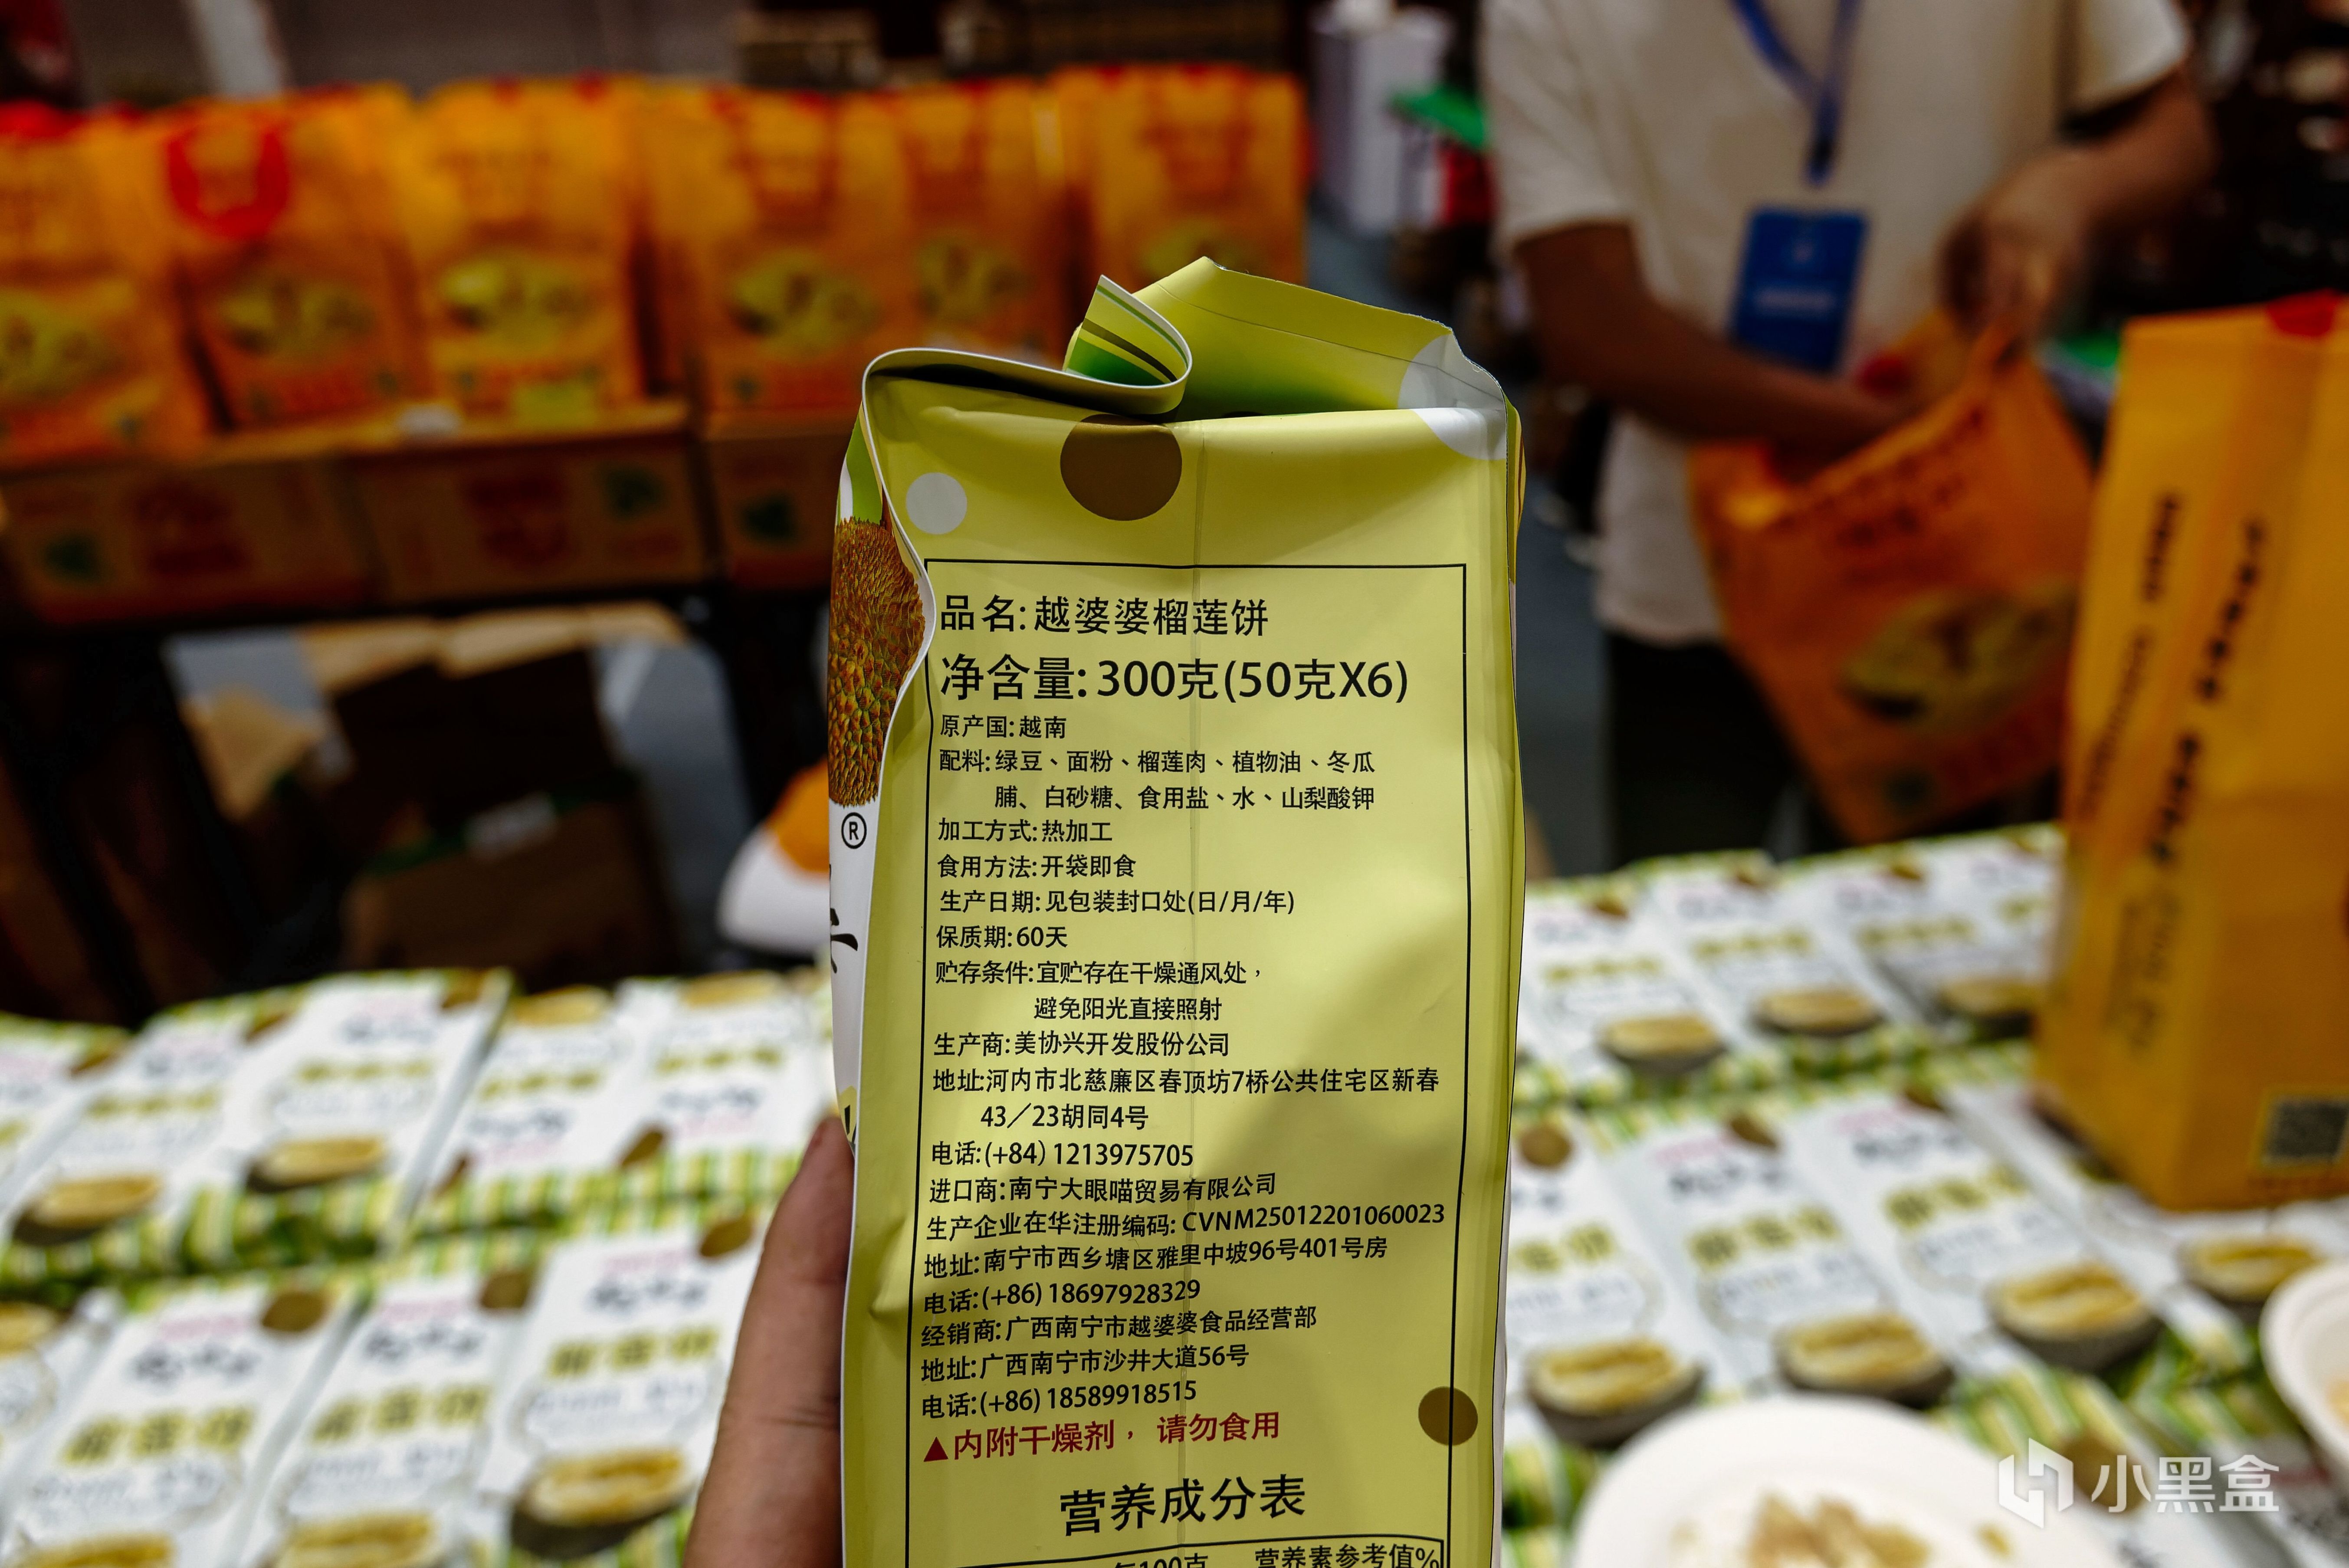 品名:越婆婆榴莲饼
净含量:300克(50克X6)
原产国:越南
配料:绿豆、面粉、榴莲肉、植物油、冬瓜
脯、白砂糖、食用盐、水、山梨酸钾
加工方式:热加工
食用方法:开袋即食
生产日期:见包装封口处(日/月/年)
保质期:60天
贮存条件:宜贮存在干燥通风处,
避免阳光直接照射
生产商:美协兴开发股份公司
地址:河内市北慈廉区春顶坊7桥公共住宅区新春
43／23胡同4号
电话:(+84) 1213975705
进口商:南宁大眼喵贸易有限公司
生产企业在华注册编码: CVNM25012201060023
地址:南宁市西乡塘区雅里中坡96号401号房
电话:(+86) 18697928329
经销商:广西南宁市越婆婆食品经营部
地址:广西南宁市沙井大道56号
电话:(+86) 18589918515
▲内附干燥剂，请勿食用
营养成分表
每100克 营养素参考值%
®
小黑盒